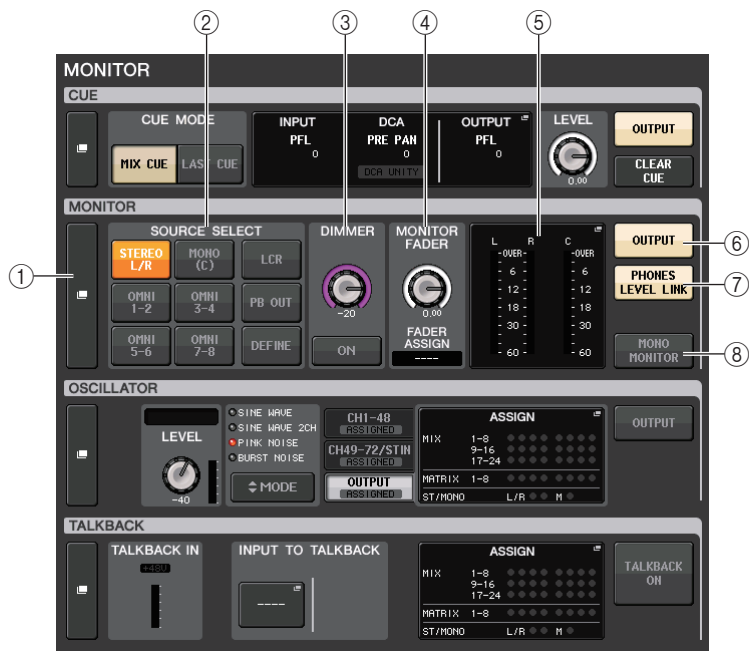 ② ③ ④ ⑤
MONITOR
CUE
CUE MODE
MIX CUE
LAST CUE
INPUT
PFL
0
DCA
PRE PAN
0
DCA UNITY
OUTPUT
PFL
0
LEVEL
0.00
OUTPUT
CLEAR
CUE
MONITOR
①
SOURCE SELECT
STEREO
L/R
MONO
(C)
LCR
OMNI
1-2
OMNI
3-4
PB OUT
OMNI
5-6
OMNI
7-8
DEFINE
DIMMER
-20
ON
MONITOR
FADER
0.00
FADER
ASSIGN
----
L R C
-OVER- -OVER
- 6 - - 6
- 12 - - 12
- 18 - - 18
- 30 - - 30
- 60 - - 60
OUTPUT
⑥
PHONES
LEVEL LINK
⑦
MONO
MONITOR
⑧
OSCILLATOR
LEVEL
-40
SINE WAVE
SINE WAVE 2CH
PINK NOISE
BURST NOISE
MODE
CH1-48
ASSIGNED
CH49-72/STIN
ASSIGNED
OUTPUT
ASSIGNED
ASSIGN
MIX 1-8
9-16
17-24
MATRIX 1-8
ST/MONO L/R M
OUTPUT
TALKBACK
TALKBACK IN
+48V
INPUT TO TALKBACK
----
ASSIGN
MIX 1-8
9-16
17-24
MATRIX 1-8
ST/MONO L/R M
TALKBACK
ON